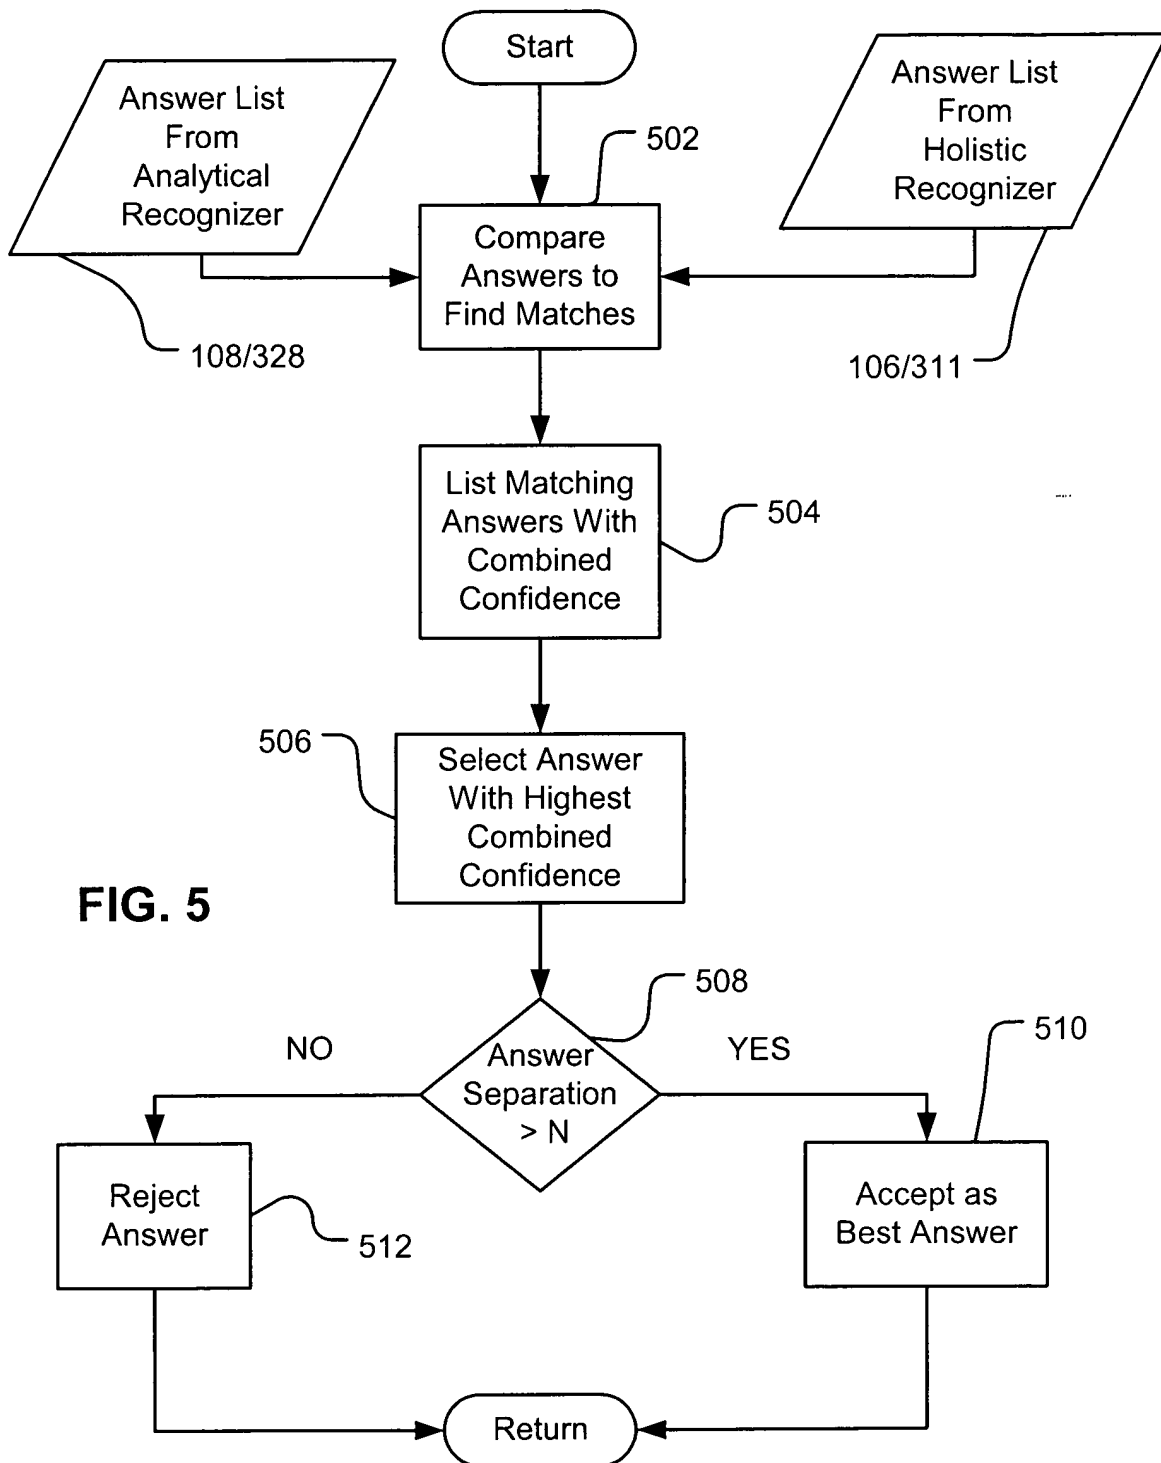 Start
Answer List
From
Analytical
Recognizer
Answer List
From
Holistic
Recognizer
502
Compare
Answers to
Find Matches
108/328
106/311
List Matching
Answers With
Combined
Confidence
504
506
Select Answer
With Highest
Combined
Confidence
FIG. 5
508
NO
Answer
Separation
> N
YES
510
Reject
Answer
512
Accept as
Best Answer
Return